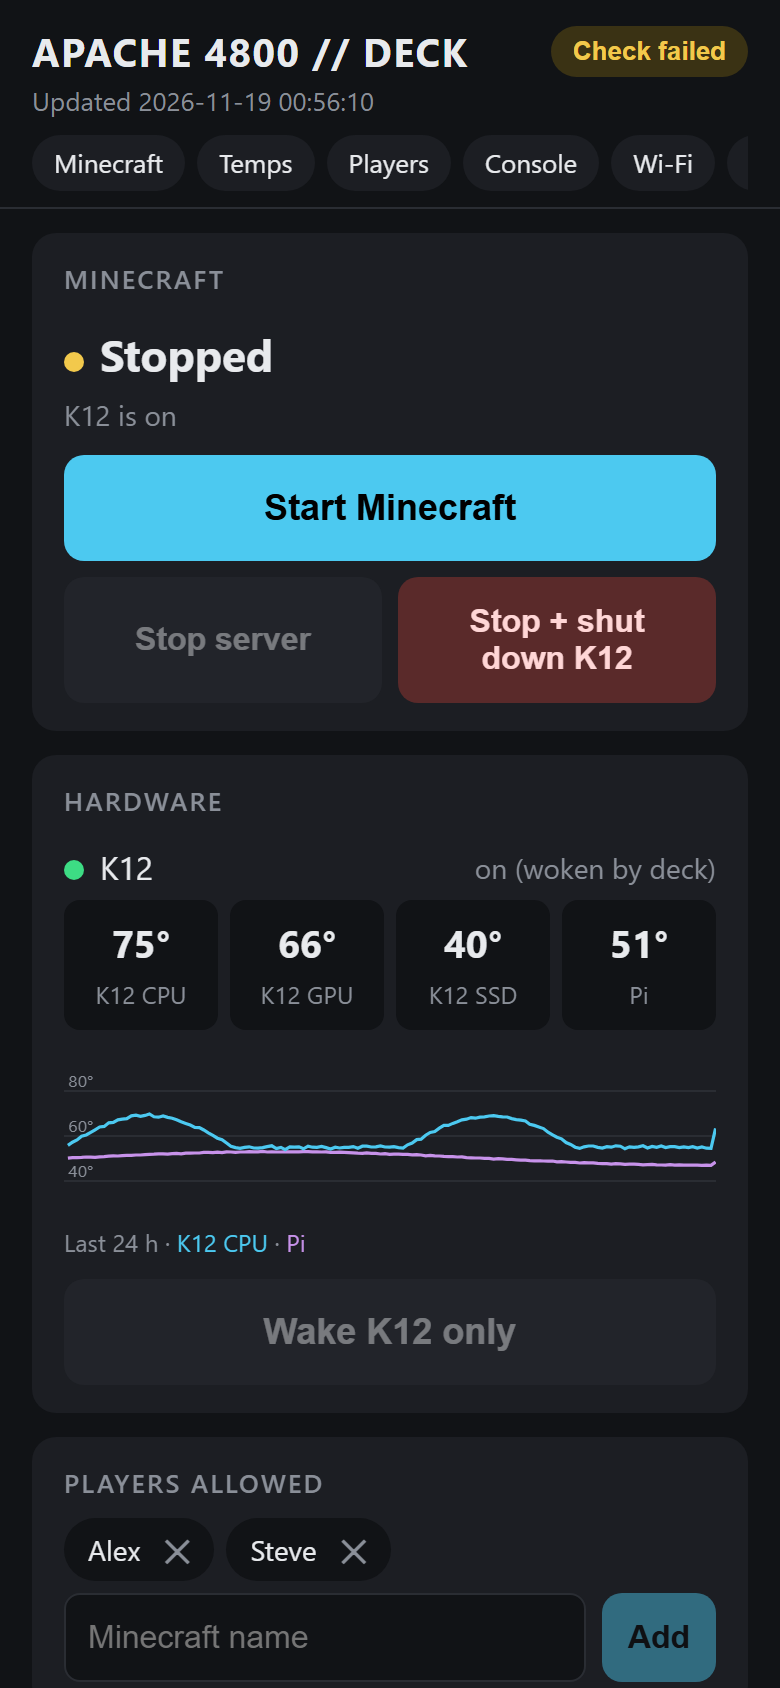 APACHE 4800 // DECK
Check failed
Updated 2026-11-19 00:56:10
Minecraft
Temps
Players
Console
Wi-Fi
MINECRAFT
Stopped
K12 is on
Start Minecraft
Stop server
Stop + shut
down K12
HARDWARE
K12
on (woken by deck)
75° 66° 40° 51°
K12 CPU K12 GPU K12 SSD Pi
80°
60°
40°
Last 24 h · K12 CPU · Pi
Wake K12 only
PLAYERS ALLOWED
Alex
Steve
Minecraft name
Add